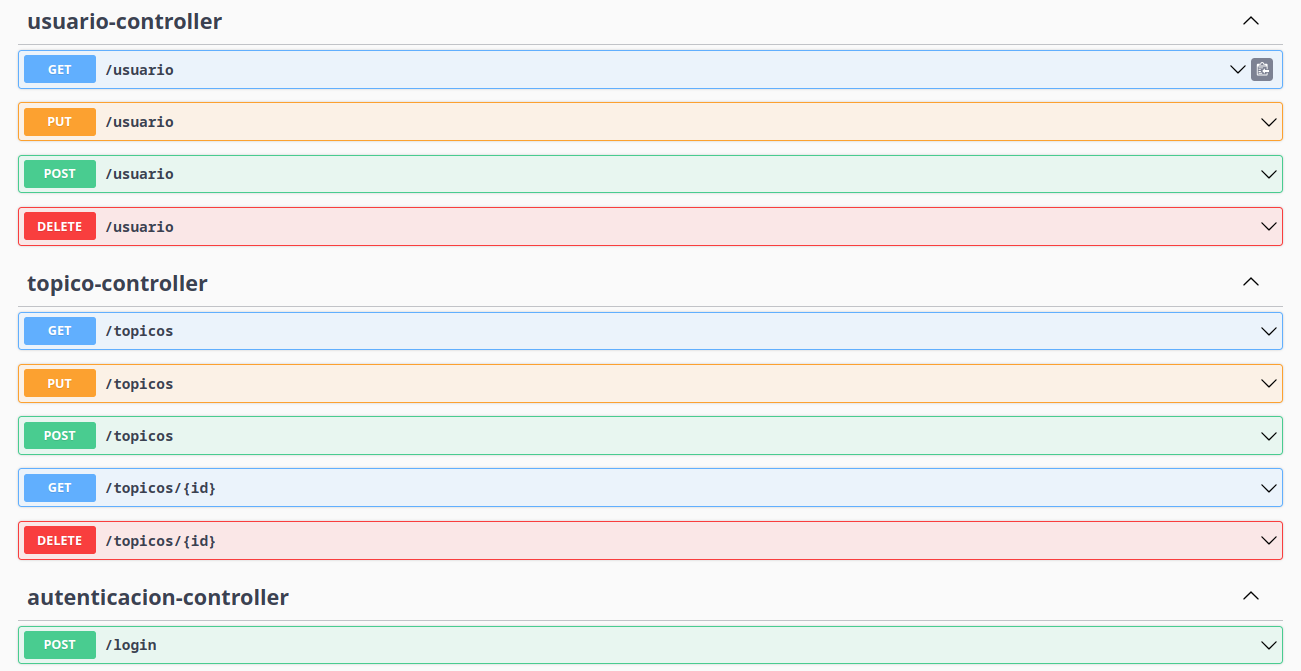 usuario-controller
GET /usuario
PUT /usuario
POST /usuario
DELETE /usuario
topico-controller
GET /topicos
PUT /topicos
POST /topicos
GET /topicos/{id}
DELETE /topicos/{id}
autenticacion-controller
POST /login